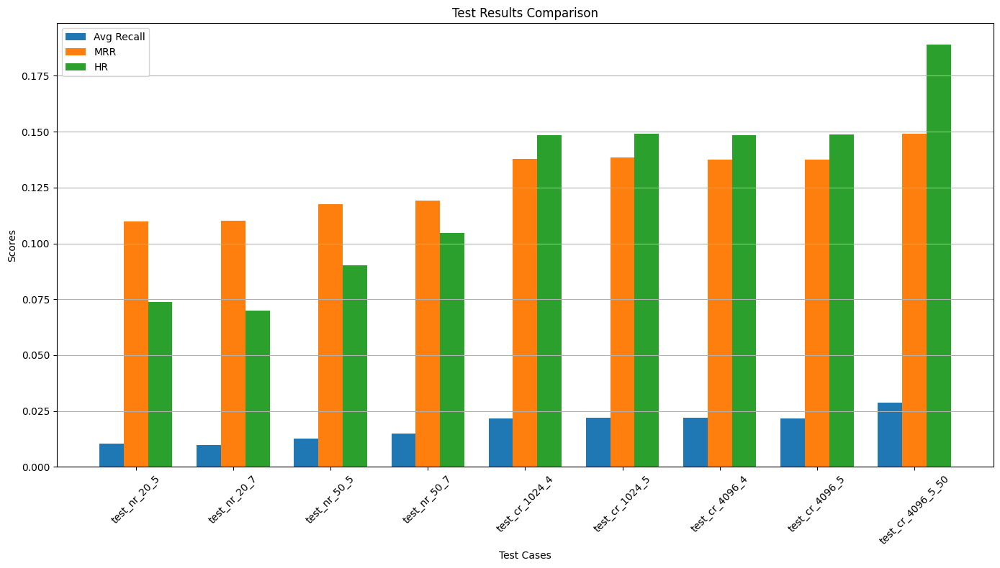 Test Results Comparison
Avg Recall
MRR
HR
0.175
0.150
0.125
0.100
0.075
0.050
0.025
0.000
Scores
test_nr_20_5
test_nr_20_7
test_nr_50_5
test_nr_50_7
test_cr_1024_4
test_cr_1024_5
test_cr_4096_4
test_cr_4096_5
test_cr_4096_5_50
Test Cases